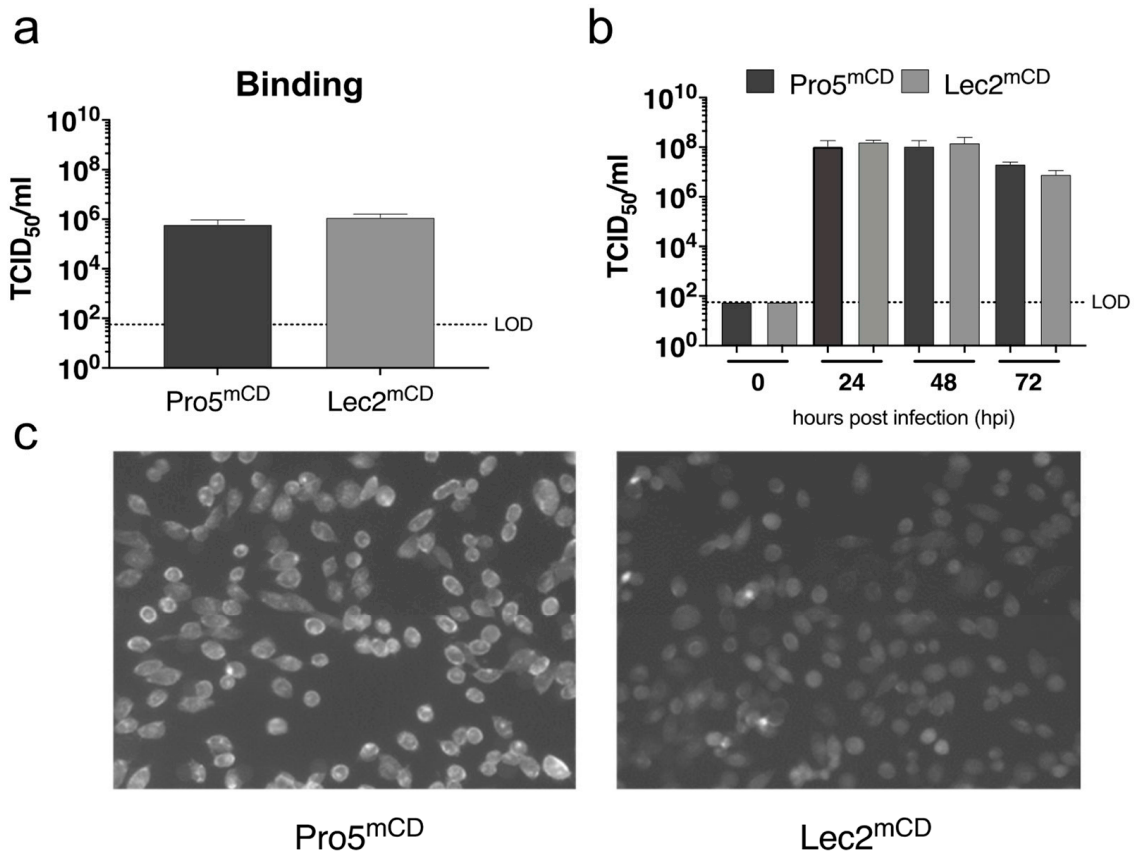 a
Binding
TCID50/ml
10^10
10^8
10^6
10^4
10^2
10^0
LOD
Pro5^mCD
Lec2^mCD
b
Pro5^mCD Lec2^mCD
TCID50/ml
10^10
10^8
10^6
10^4
10^2
10^0
LOD
0 24 48 72
hours post infection (hpi)
c
Pro5^mCD
Lec2^mCD